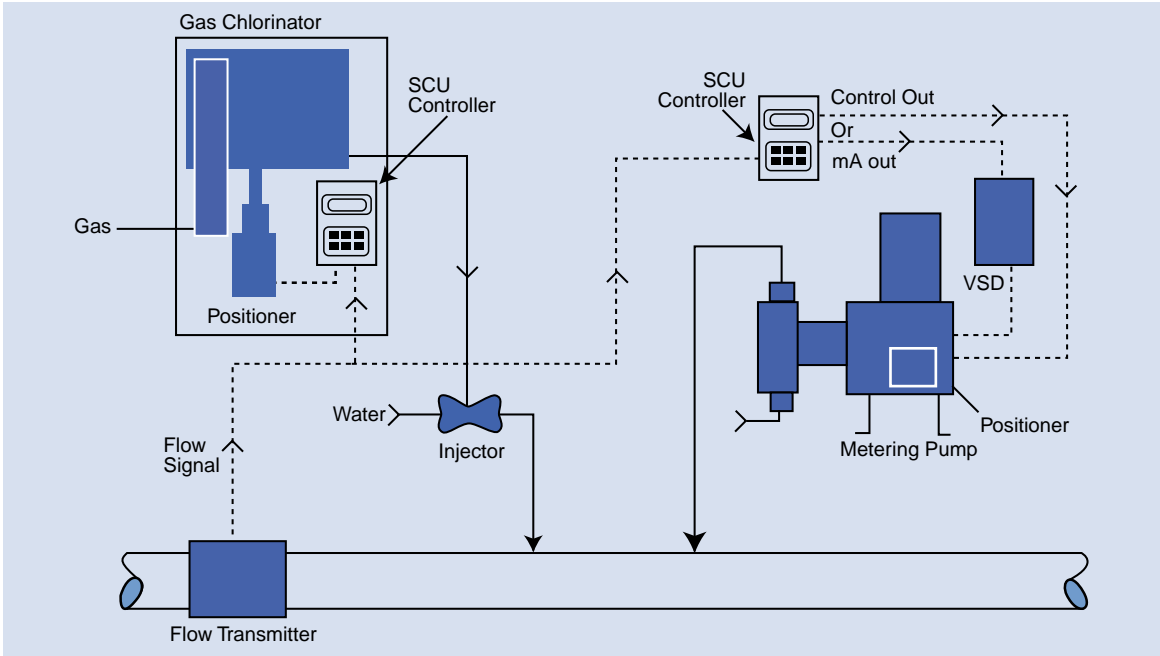 Gas Chlorinator
SCU
Controller
Gas
Positioner
SCU
Controller
Control Out
Or
mA out
VSD
Water
Injector
Flow
Signal
Positioner
Metering Pump
Flow Transmitter